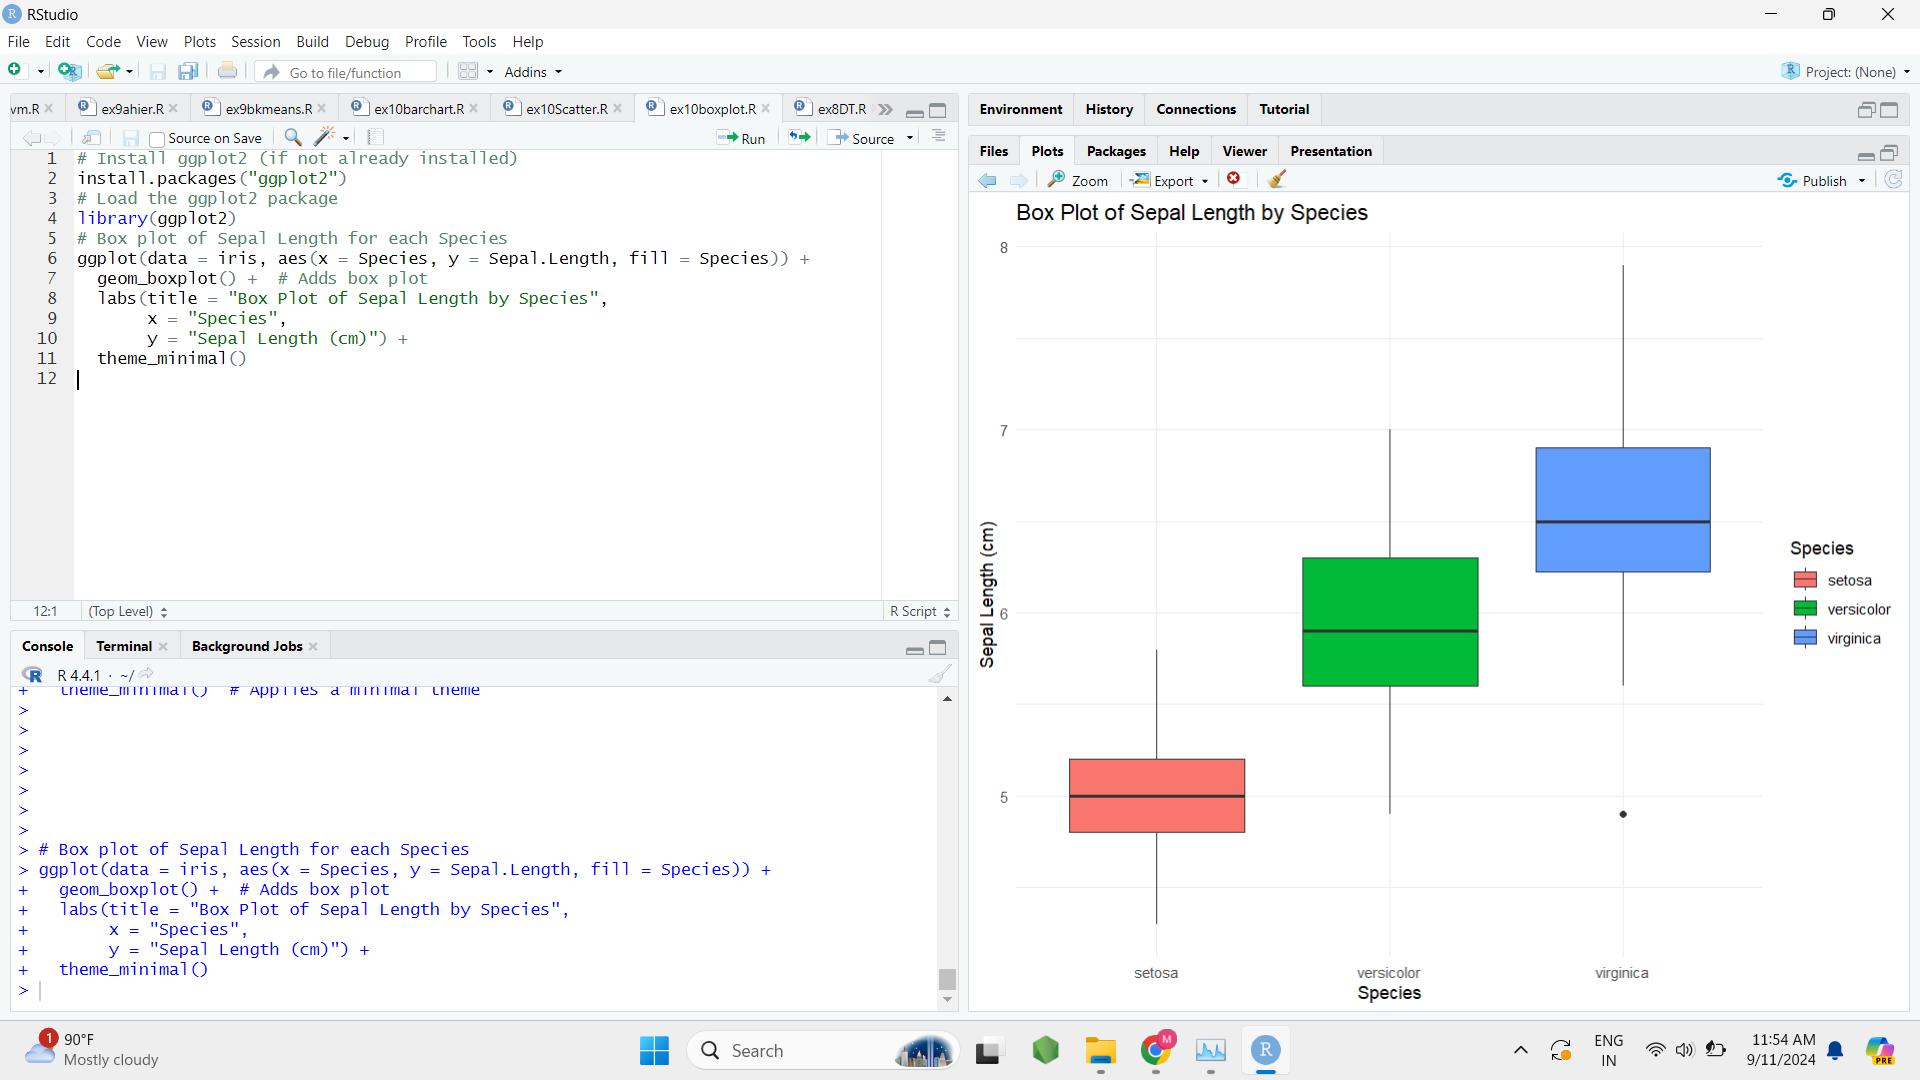 RStudio
File Edit Code View Plots Session Build Debug Profile Tools Help
Go to file/function Addins Project: (None)
vm.R ex9ahier.R ex9bkmeans.R ex10barchart.R ex10Scatter.R ex10boxplot.R ex8DT.R
Source on Save Run Source
1 # Install ggplot2 (if not already installed)
2 install.packages("ggplot2")
3 # Load the ggplot2 package
4 library(ggplot2)
5 # Box plot of Sepal Length for each Species
6 ggplot(data = iris, aes(x = Species, y = Sepal.Length, fill = Species)) +
7 geom_boxplot() + # Adds box plot
8 labs(title = "Box Plot of Sepal Length by Species",
9 x = "Species",
10 y = "Sepal Length (cm)") +
11 theme_minimal()
12
12:1 (Top Level) R Script
Console Terminal Background Jobs
R R 4.4.1 · ~/
+ theme_minimal() # Applies a minimal theme
>
>
>
>
>
>
>
> # Box plot of Sepal Length for each Species
> ggplot(data = iris, aes(x = Species, y = Sepal.Length, fill = Species)) +
+ geom_boxplot() + # Adds box plot
+ labs(title = "Box Plot of Sepal Length by Species",
+ x = "Species",
+ y = "Sepal Length (cm)") +
+ theme_minimal()
>
Environment History Connections Tutorial
Files Plots Packages Help Viewer Presentation
Zoom Export Publish
Box Plot of Sepal Length by Species
8
7
6
5
Sepal Length (cm)
setosa versicolor virginica
Species
Species
setosa
versicolor
virginica
1 90°F
Mostly cloudy
Search
M
R
ENG
IN
11:54 AM
9/11/2024
PRE